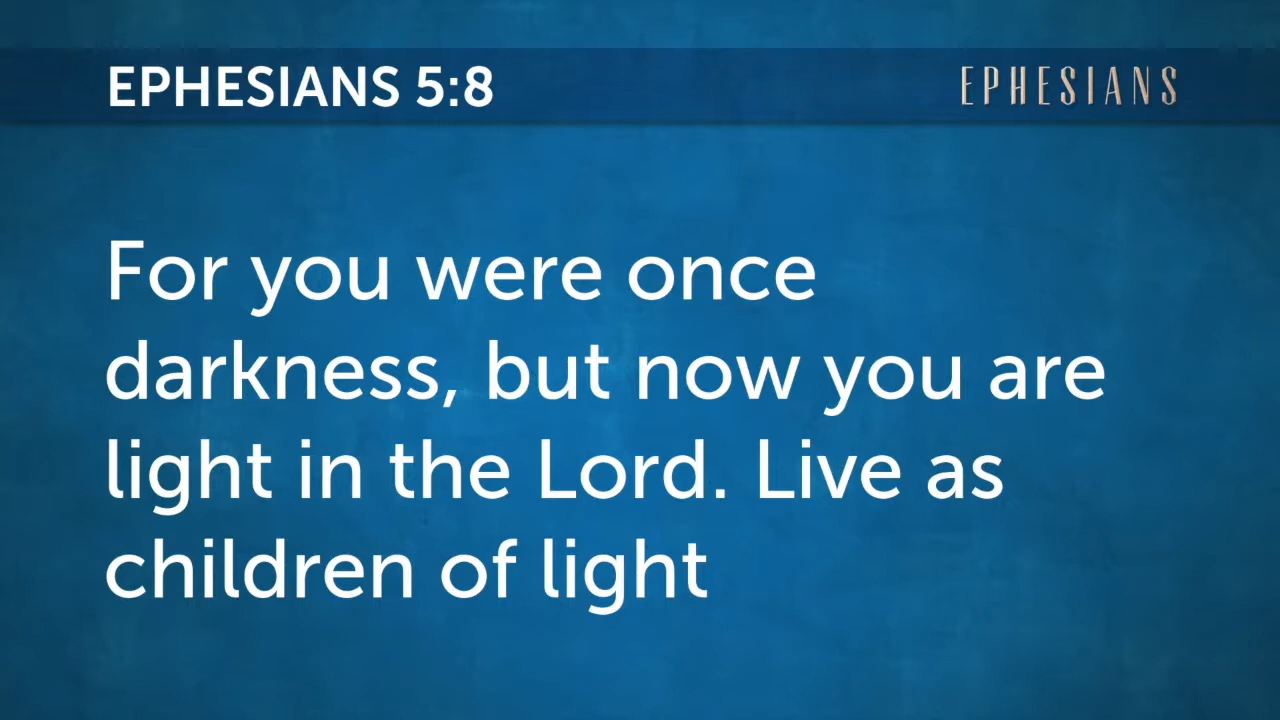 EPHESIANS 5:8
EPHESIANS
For you were once
darkness, but now you are
light in the Lord. Live as
children of light